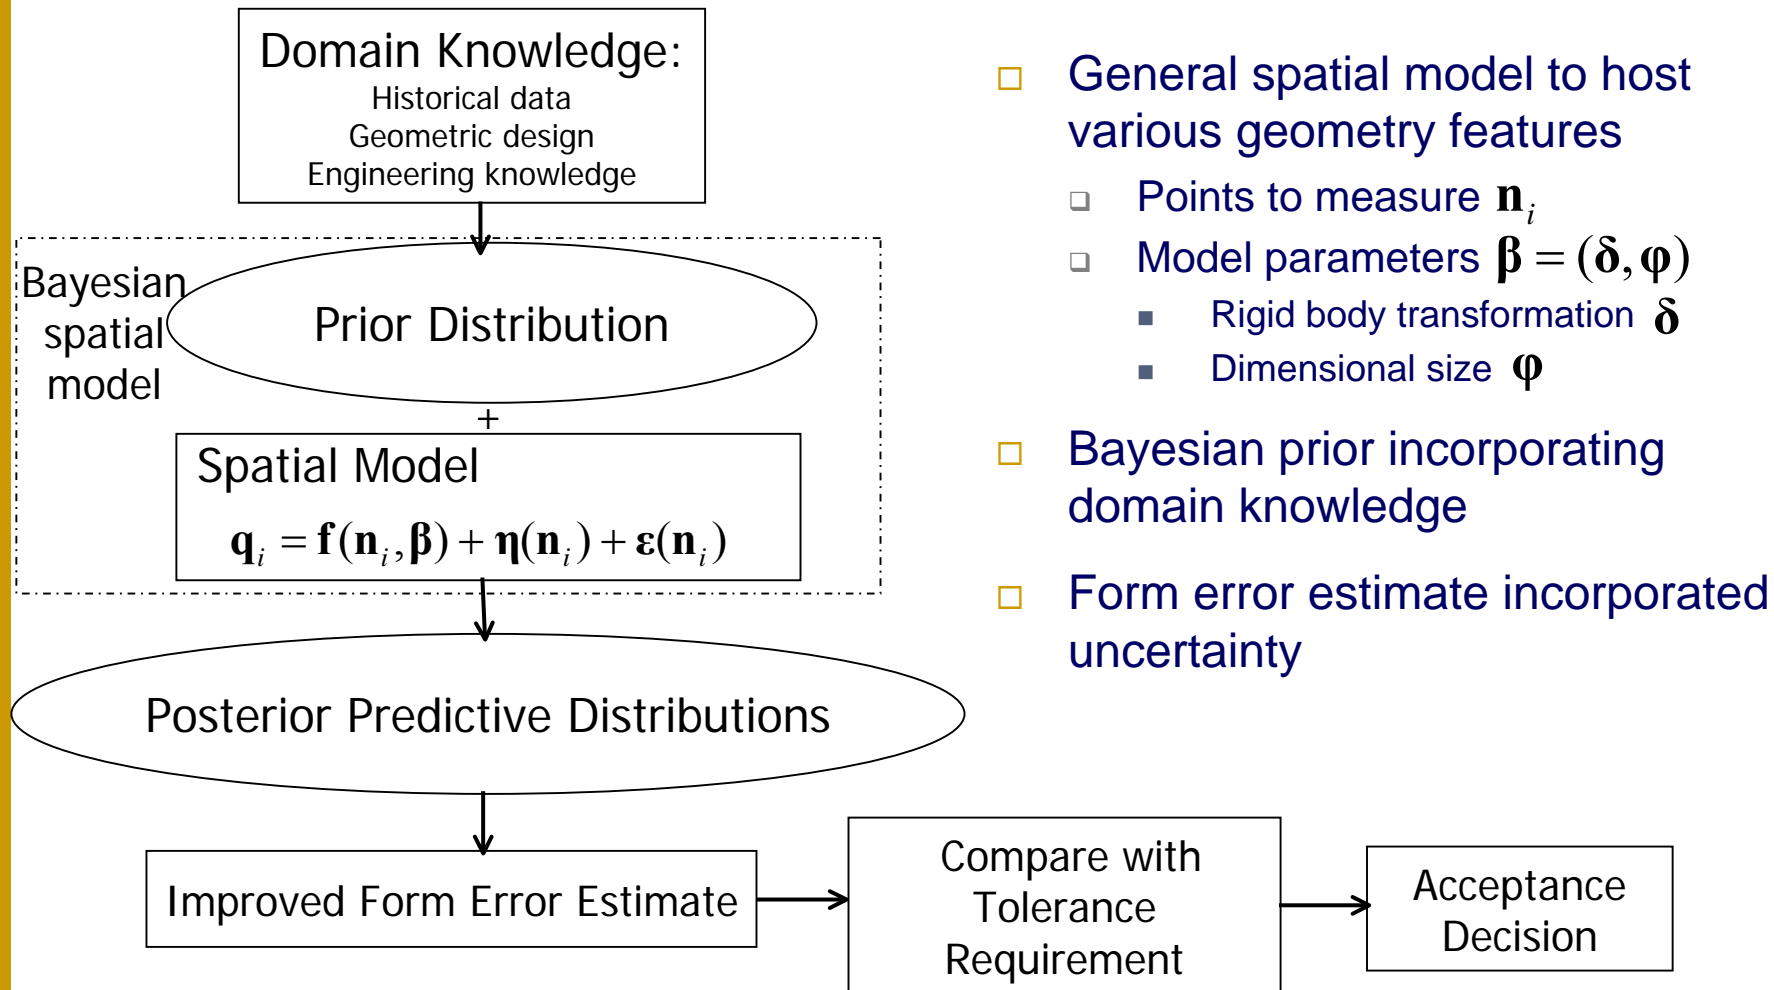 Domain Knowledge:
Historical data
Geometric design
Engineering knowledge
Bayesian
spatial
model
Prior Distribution
+
Spatial Model
𝐪ᵢ = 𝐟(𝐧ᵢ, 𝛃) + 𝛈(𝐧ᵢ) + 𝛆(𝐧ᵢ)
Posterior Predictive Distributions
Improved Form Error Estimate
Compare with
Tolerance
Requirement
Acceptance
Decision
General spatial model to host
various geometry features
Points to measure 𝐧ᵢ
Model parameters 𝛃 = (𝛅, 𝛗)
Rigid body transformation 𝛅
Dimensional size 𝛗
Bayesian prior incorporating
domain knowledge
Form error estimate incorporated
uncertainty